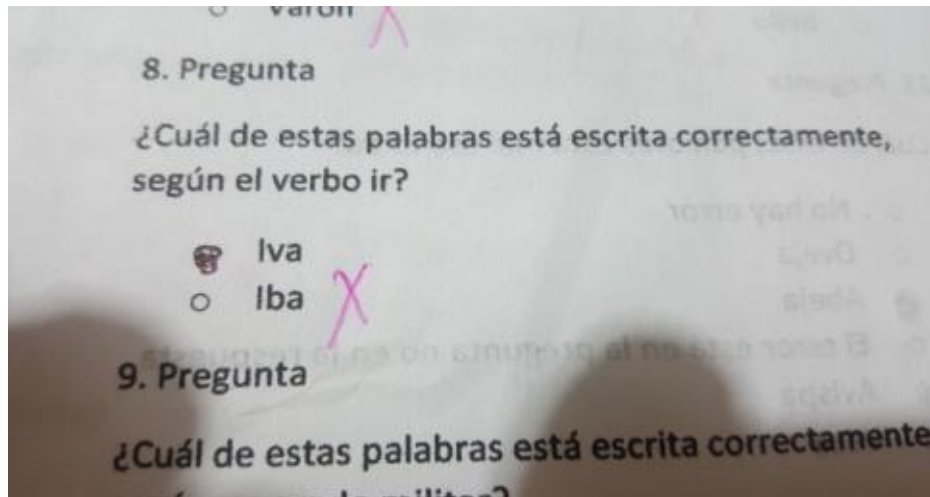 Varón
8. Pregunta
¿Cuál de estas palabras está escrita correctamente,
según el verbo ir?
Iva
Iba
9. Pregunta
¿Cuál de estas palabras está escrita correctamente